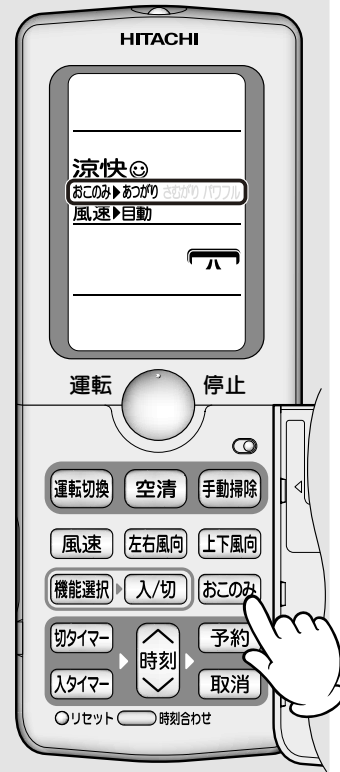 HITACHI
涼快☺
おこのみ▶あつがり さむがり パワフル
風速▶自動
運転 停止
運転切換 空清 手動掃除
風速 左右風向 上下風向
機能選択 入/切 おこのみ
切タイマー 時刻 予約
入タイマー 取消
リセット 時刻合わせ